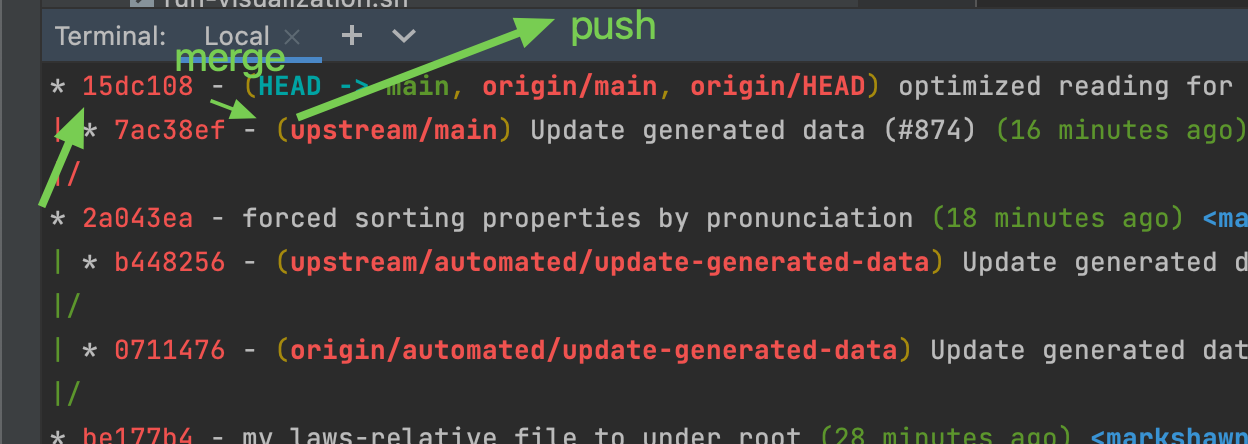 run-visualization.sh
Terminal: Local × + push
merge
* 15dc108 - (HEAD -> main, origin/main, origin/HEAD) optimized reading for
| * 7ac38ef - (upstream/main) Update generated data (#874) (16 minutes ago)
|/
* 2a043ea - forced sorting properties by pronunciation (18 minutes ago) <ma
| * b448256 - (upstream/automated/update-generated-data) Update generated d
|/
| * 0711476 - (origin/automated/update-generated-data) Update generated dat
|/
* be177b4 - my laws-relative file to under root (28 minutes ago) <markshawn